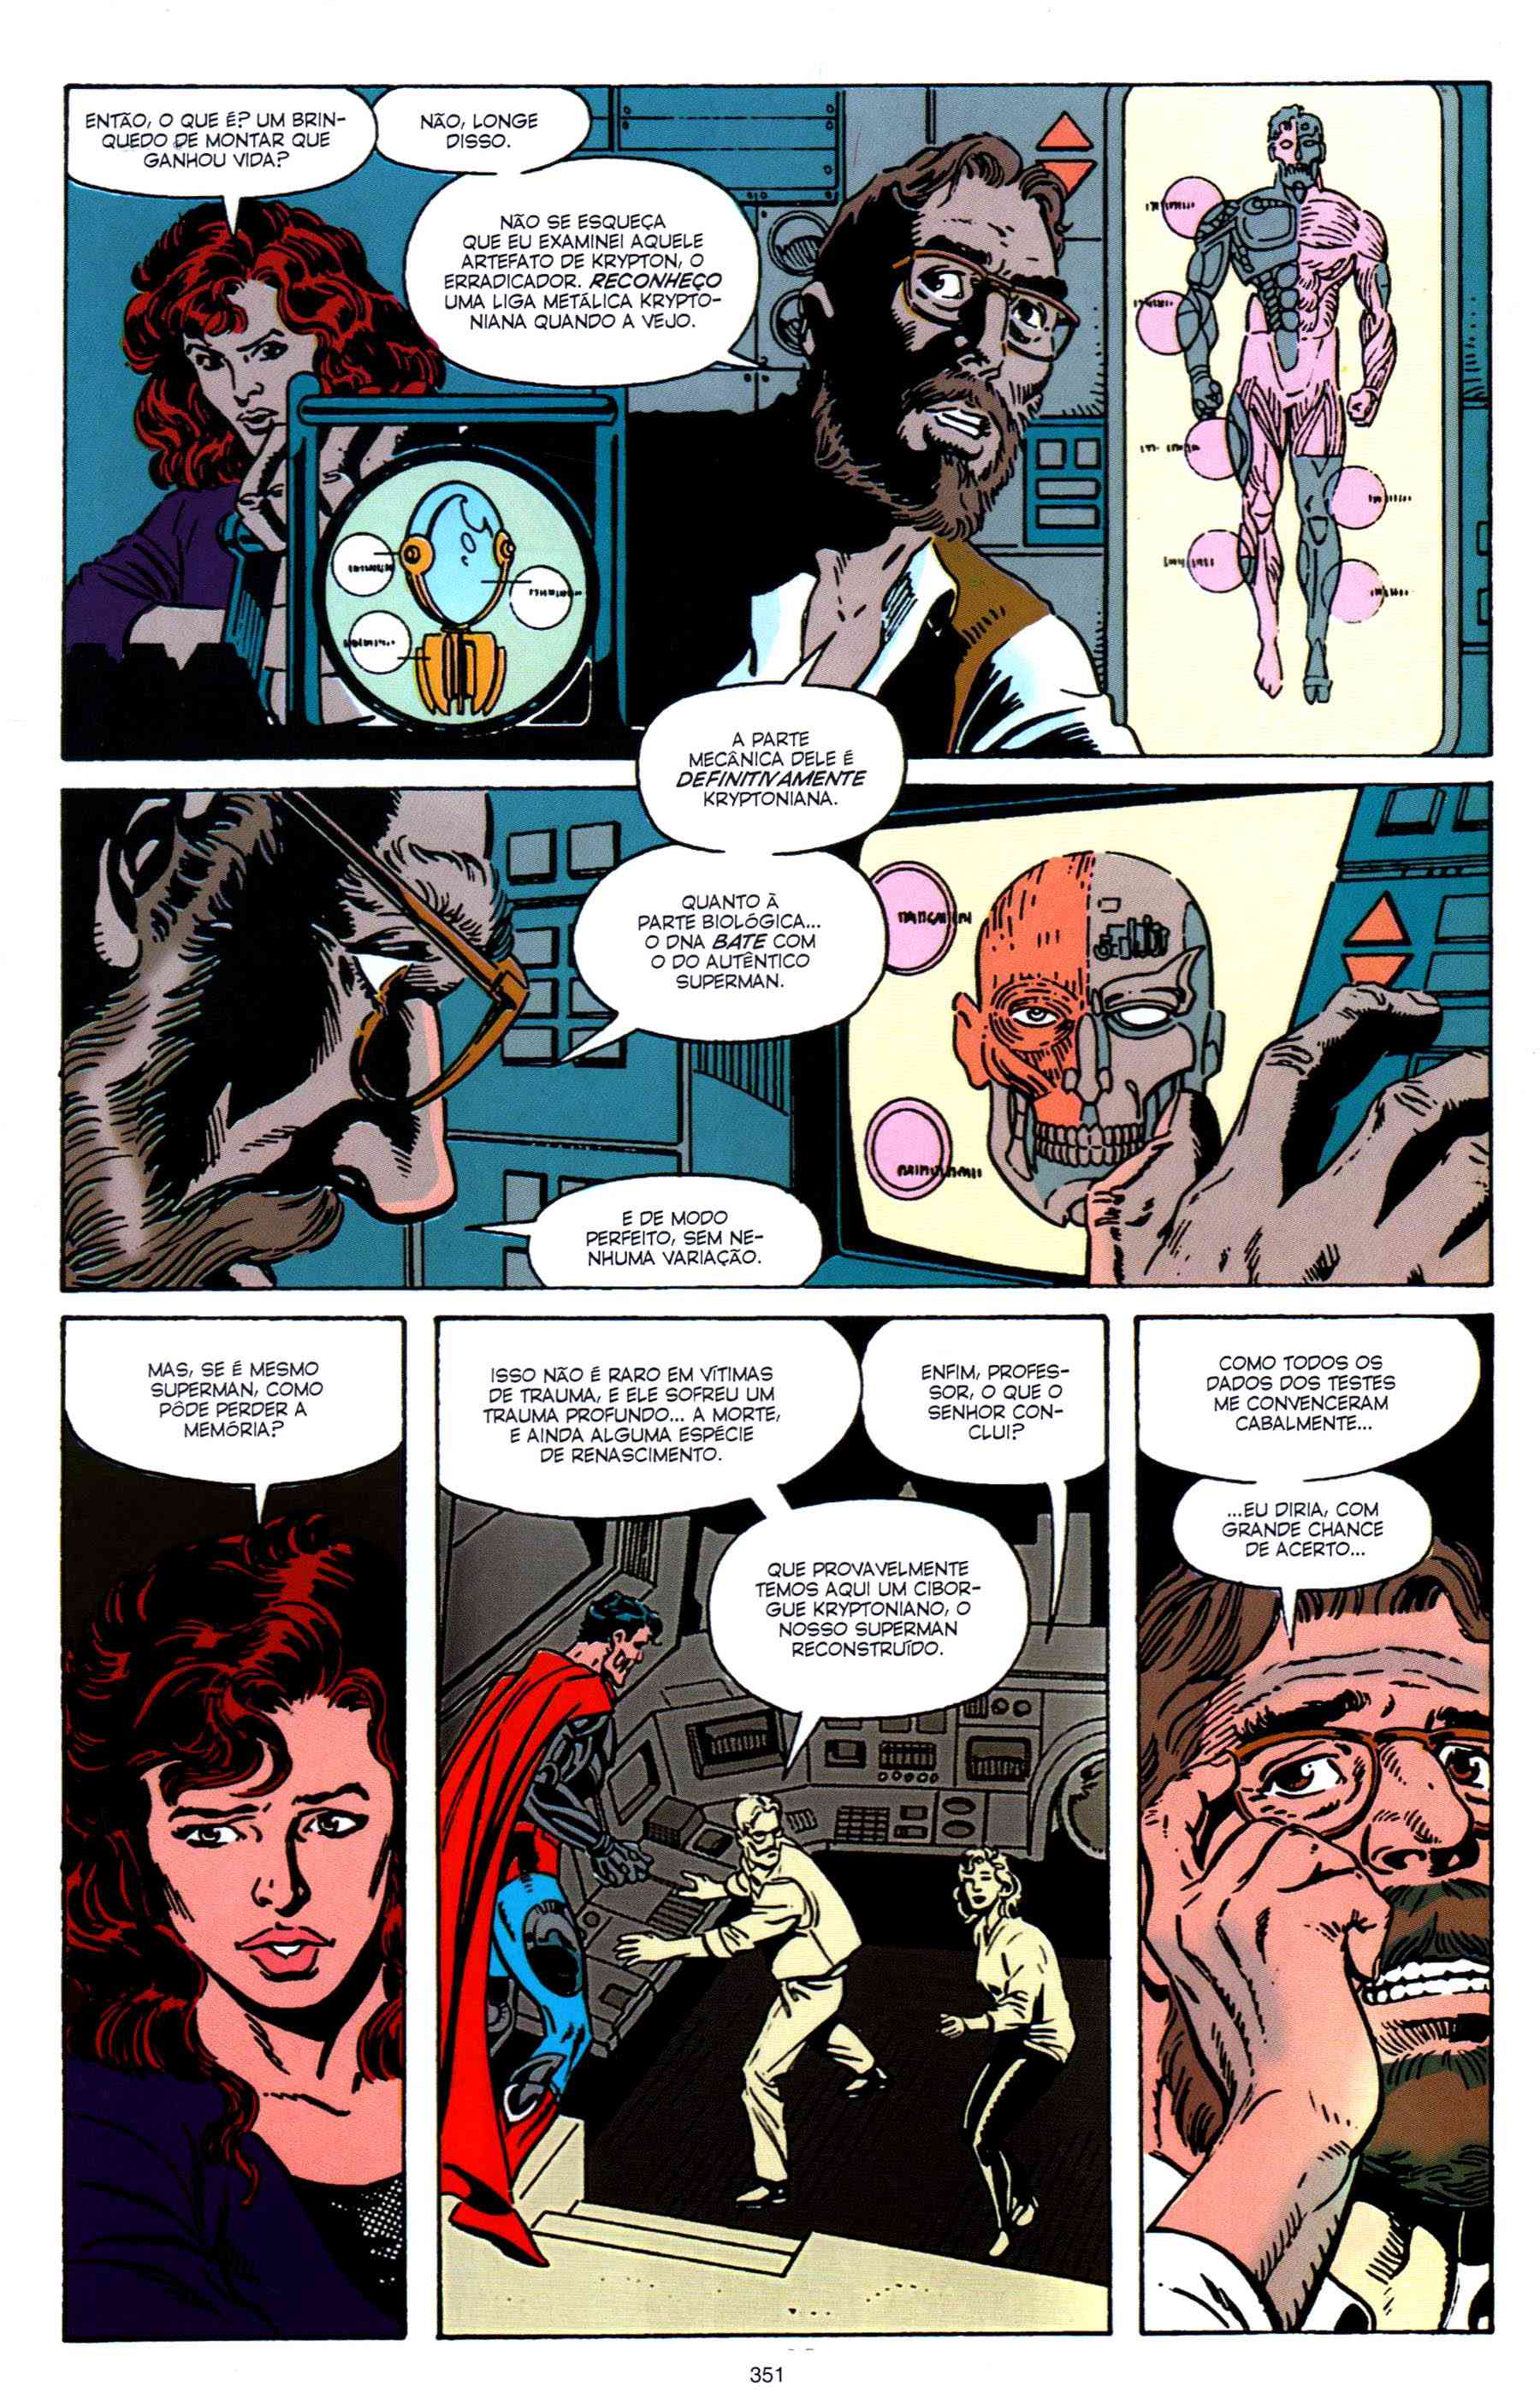 ENTÃO, O QUE É? UM BRIN-
QUEDO DE MONTAR QUE
GANHOU VIDA?
NÃO, LONGE
DISSO.
NÃO SE ESQUEÇA
QUE EU EXAMINEI AQUELE
ARTEFATO DE KRYPTON, O
ERRADICADOR. RECONHEÇO
UMA LIGA METÁLICA KRYPTO-
NIANA QUANDO A VEJO.
A PARTE
MECÂNICA DELE É
DEFINITIVAMENTE
KRYPTONIANA.
QUANTO À
PARTE BIOLÓGICA...
O DNA BATE COM
O DO AUTÊNTICO
SUPERMAN.
E DE MODO
PERFEITO, SEM NE-
NHUMA VARIAÇÃO.
MAS, SE É MESMO
SUPERMAN, COMO
PÔDE PERDER A
MEMÓRIA?
ISSO NÃO É RARO EM VÍTIMAS
DE TRAUMA, E ELE SOFREU UM
TRAUMA PROFUNDO... A MORTE,
E AINDA ALGUMA ESPÉCIE
DE RENASCIMENTO.
ENFIM, PROFES-
SOR, O QUE O
SENHOR CON-
CLUI?
QUE PROVAVELMENTE
TEMOS AQUI UM CIBOR-
GUE KRYPTONIANO, O
NOSSO SUPERMAN
RECONSTRUÍDO.
COMO TODOS OS
DADOS DOS TESTES
ME CONVENCERAM
CABALMENTE...
...EU DIRIA, COM
GRANDE CHANCE
DE ACERTO...
351